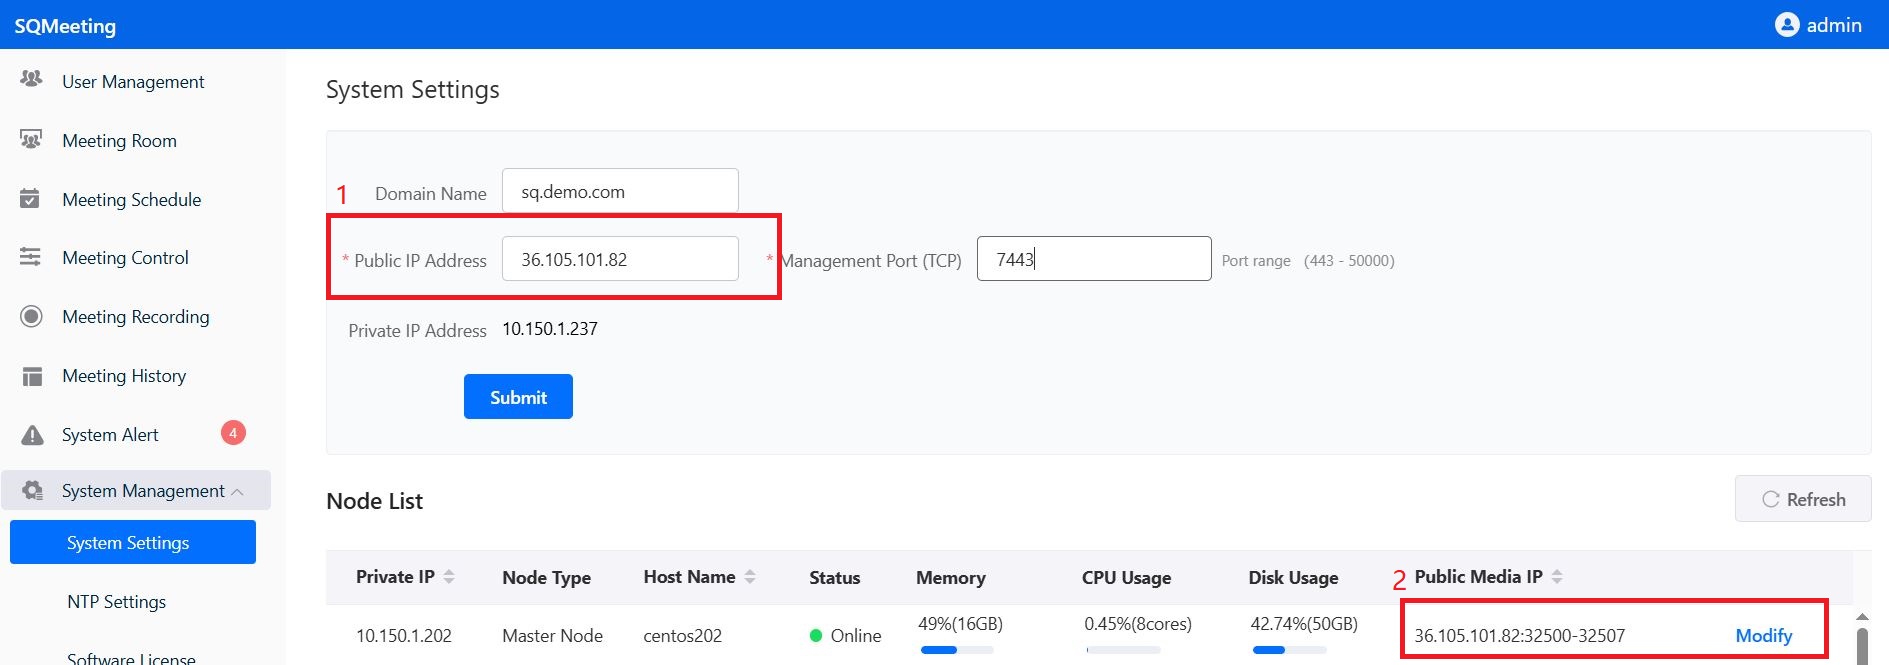 SQMeeting
admin
User Management
Meeting Room
Meeting Schedule
Meeting Control
Meeting Recording
Meeting History
System Alert 4
System Management
System Settings
NTP Settings
Software License
System Settings
1 Domain Name sq.demo.com
* Public IP Address 36.105.101.82 * Management Port (TCP) 7443 Port range (443 - 50000)
Private IP Address 10.150.1.237
Submit
Node List
Refresh
Private IP Node Type Host Name Status Memory CPU Usage Disk Usage 2 Public Media IP
10.150.1.202 Master Node centos202 Online 49%(16GB) 0.45%(8cores) 42.74%(50GB) 36.105.101.82:32500-32507 Modify